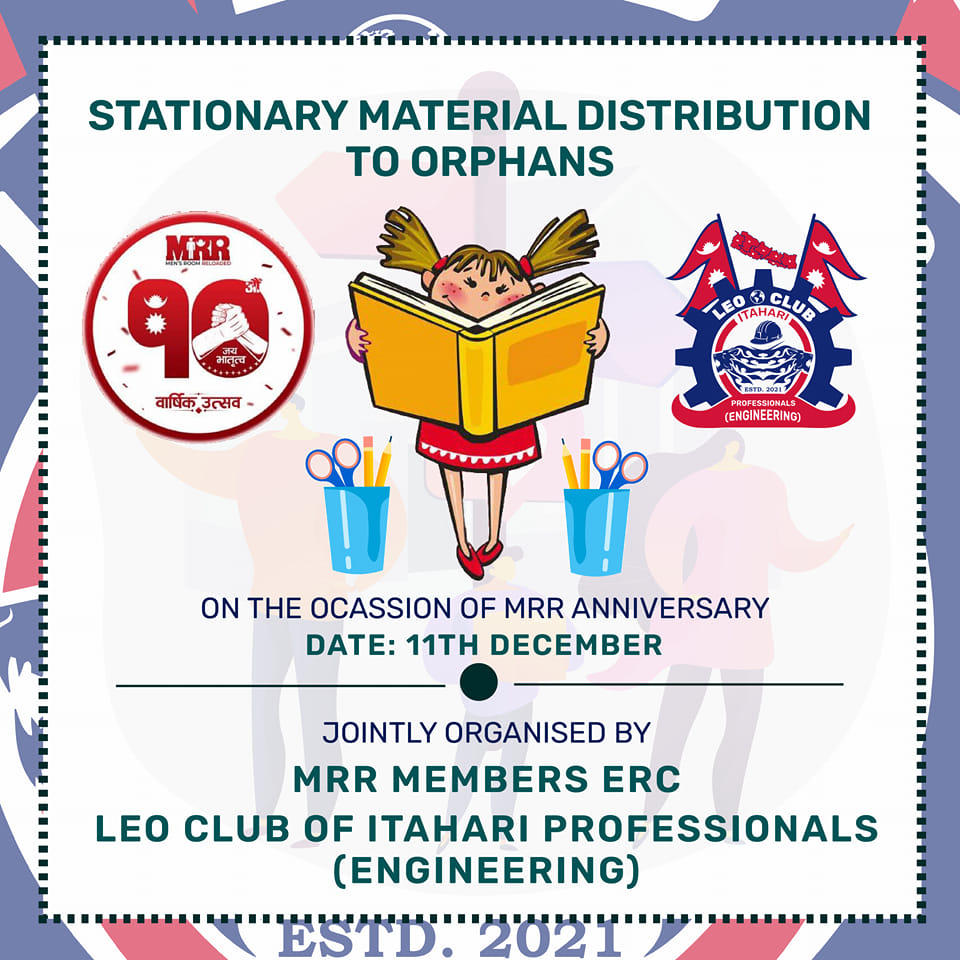 STATIONARY MATERIAL DISTRIBUTION
TO ORPHANS
MRR
MEN'S ROOM RELOADED
१०औं
जय
भातृत्व
वार्षिक उत्सव
LEO CLUB
ITAHARI
ESTD. 2021
PROFESSIONALS
(ENGINEERING)
ON THE OCASSION OF MRR ANNIVERSARY
DATE: 11TH DECEMBER
JOINTLY ORGANISED BY
MRR MEMBERS ERC
LEO CLUB OF ITAHARI PROFESSIONALS
(ENGINEERING)
ESTD. 2021